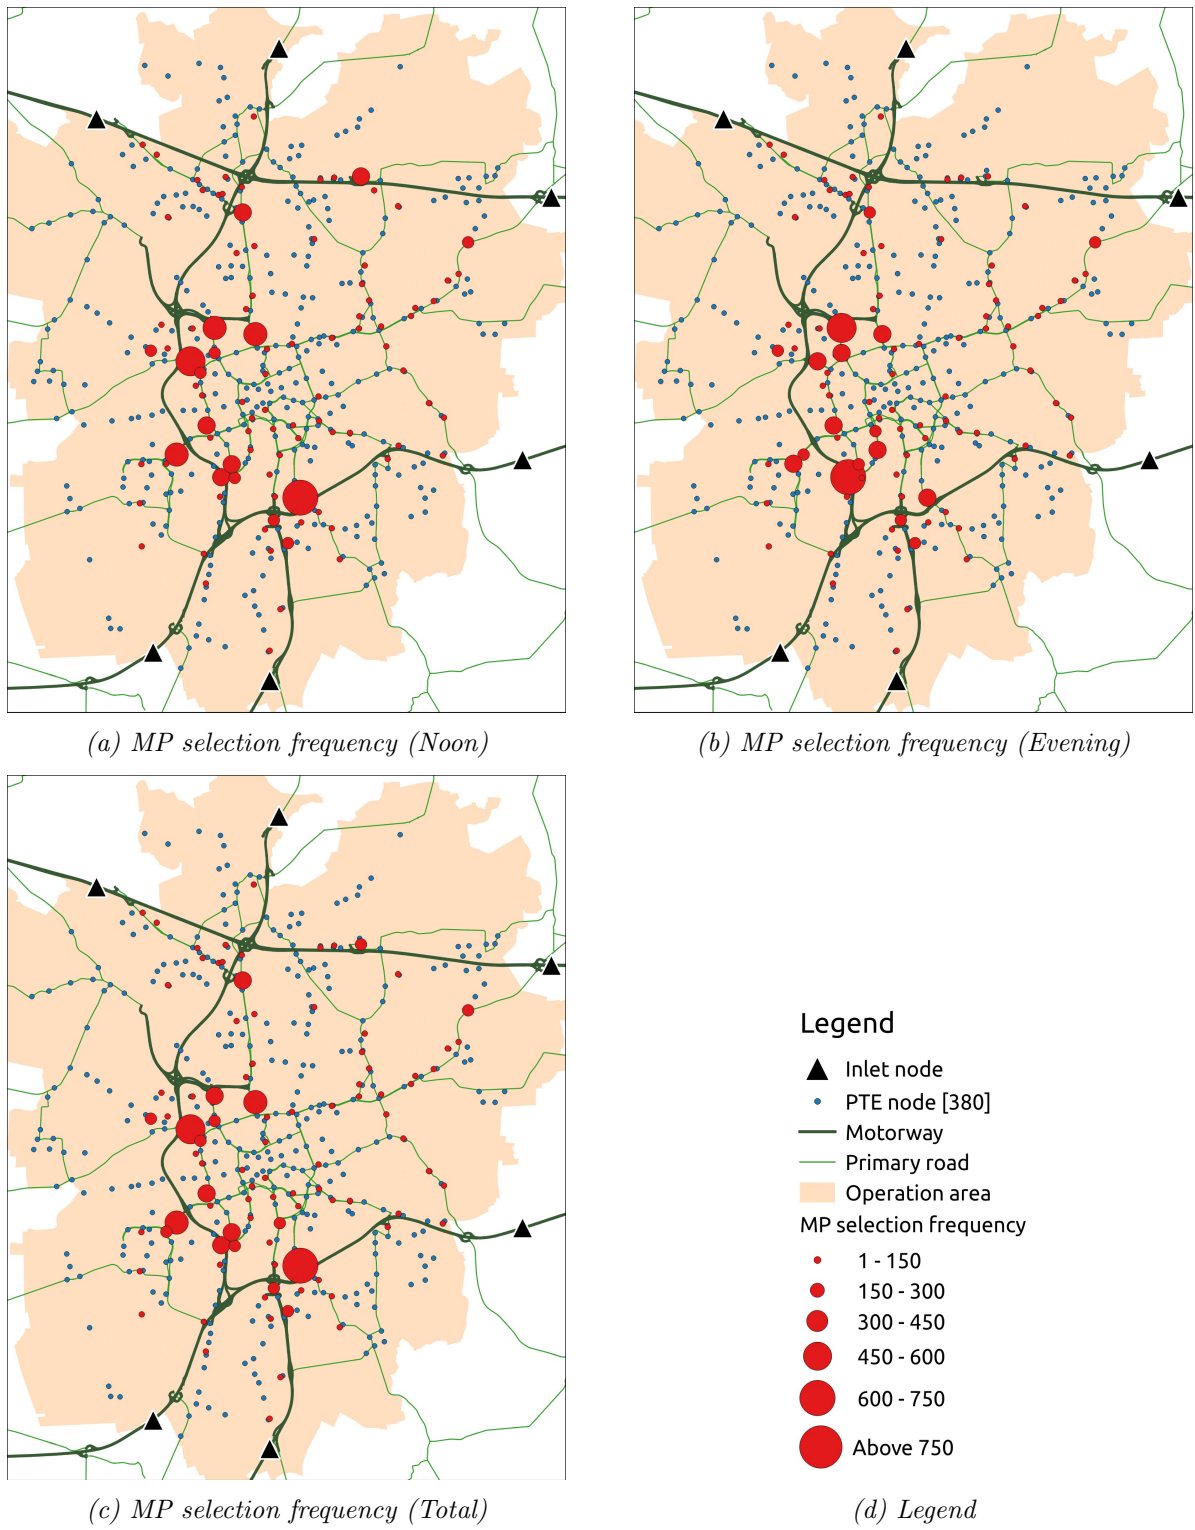 (a) MP selection frequency (Noon)
(b) MP selection frequency (Evening)
Legend
Inlet node
PTE node [380]
Motorway
Primary road
Operation area
MP selection frequency
1 - 150
150 - 300
300 - 450
450 - 600
600 - 750
Above 750
(c) MP selection frequency (Total)
(d) Legend